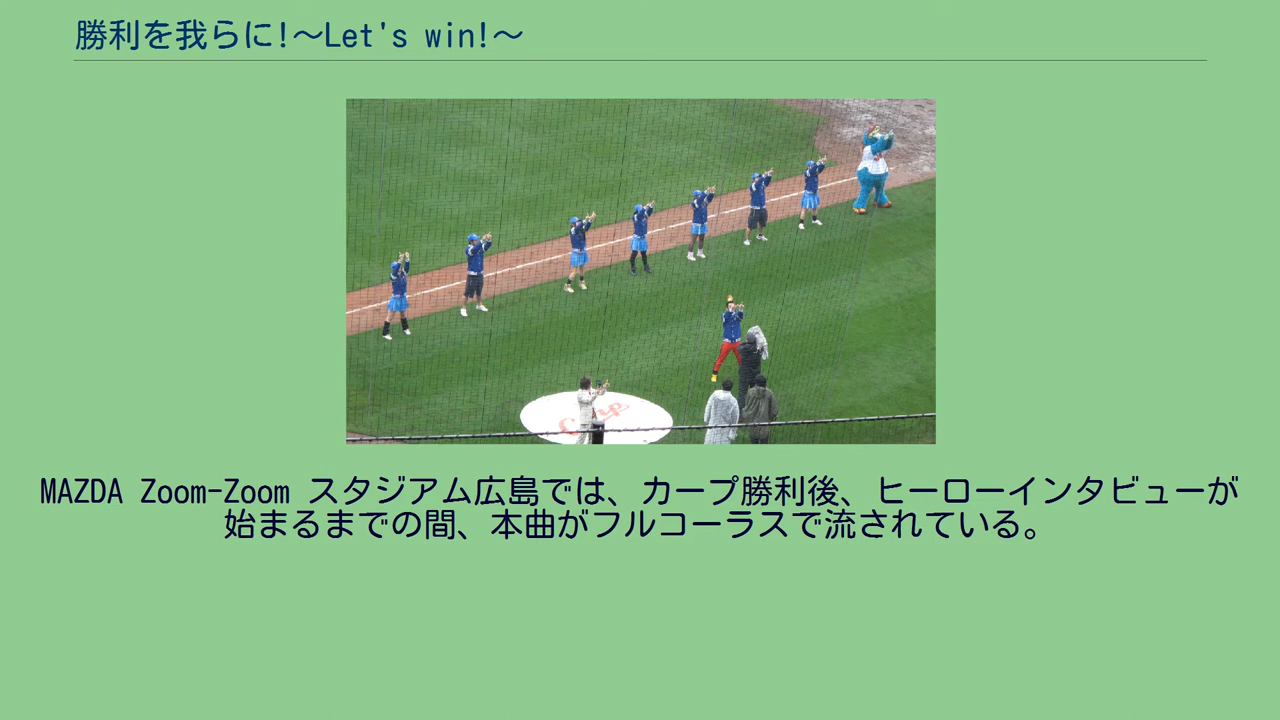 勝利を我らに!〜Let's win!〜
Carp
MAZDA Zoom-Zoom スタジアム広島では、カープ勝利後、ヒーローインタビューが
始まるまでの間、本曲がフルコーラスで流されている。